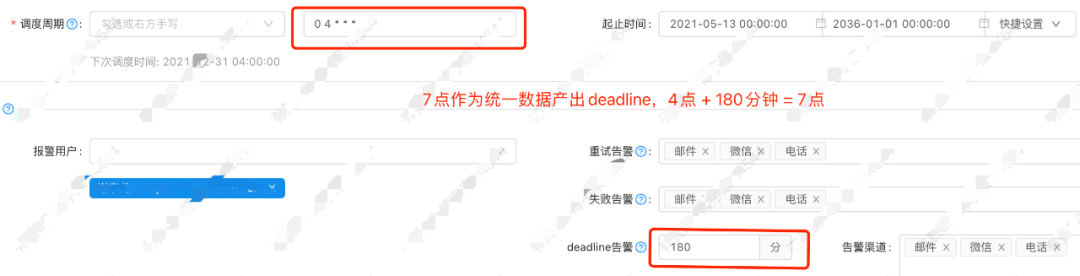 * 调度周期 ? : 勾选或右方手写 0 4 * * * 起止时间: 2021-05-13 00:00:00 2036-01-01 00:00:00 快捷设置
下次调度时间: 2021 2-31 04:00:00
7点作为统一数据产出deadline，4点 + 180分钟 = 7点
?
报警用户: 重试告警 ? : 邮件 × 微信 × 电话 ×
失败告警 ? : 邮件 × 微信 × 电话 ×
deadline告警 ? : 180 分 告警渠道: 邮件 × 微信 × 电话 ×